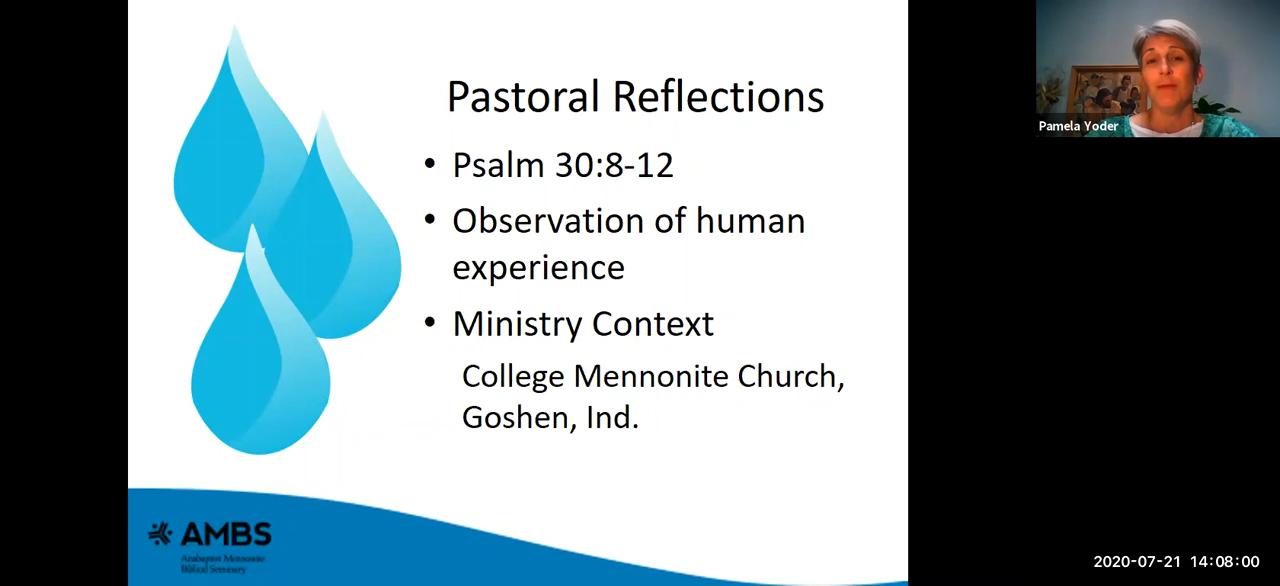 Pastoral Reflections
• Psalm 30:8-12
• Observation of human
experience
• Ministry Context
College Mennonite Church,
Goshen, Ind.
AMBS
Anabaptist Mennonite
Biblical Seminary
Pamela Yoder
2020-07-21 14:08:00